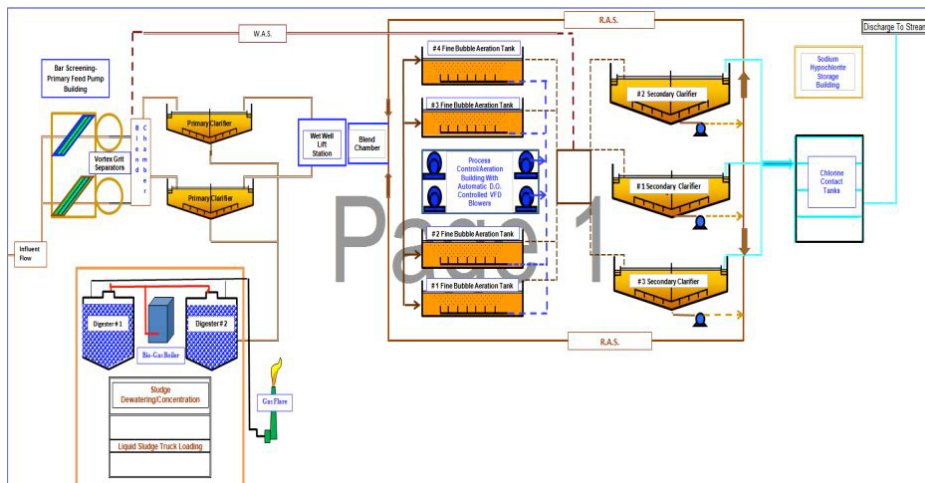 R.A.S.
W.A.S.
Discharge To Stream
#4 Fine Bubble Aeration Tank
Bar Screening-
Primary Feed Pump
Building
Sodium
Hypochlorite
Storage
Building
#2 Secondary Clarifier
#3 Fine Bubble Aeration Tank
Primary Clarifier
Blend
Chamber
Wet Well
Lift
Station
Blend
Chamber
Vortex Grit
Separators
Process
Control/Aeration
Building With
Automatic D.O.
Controlled VFD
Blowers
Chlorine
Contact
Tanks
#1 Secondary Clarifier
Primary Clarifier
Page 1
#2 Fine Bubble Aeration Tank
Influent
Flow
#1 Fine Bubble Aeration Tank
#3 Secondary Clarifier
Digester # 1
Digester # 2
Bio-Gas Boiler
R.A.S.
Sludge
Dewatering/Concentration
Gas Flare
Liquid Sludge Truck Loading